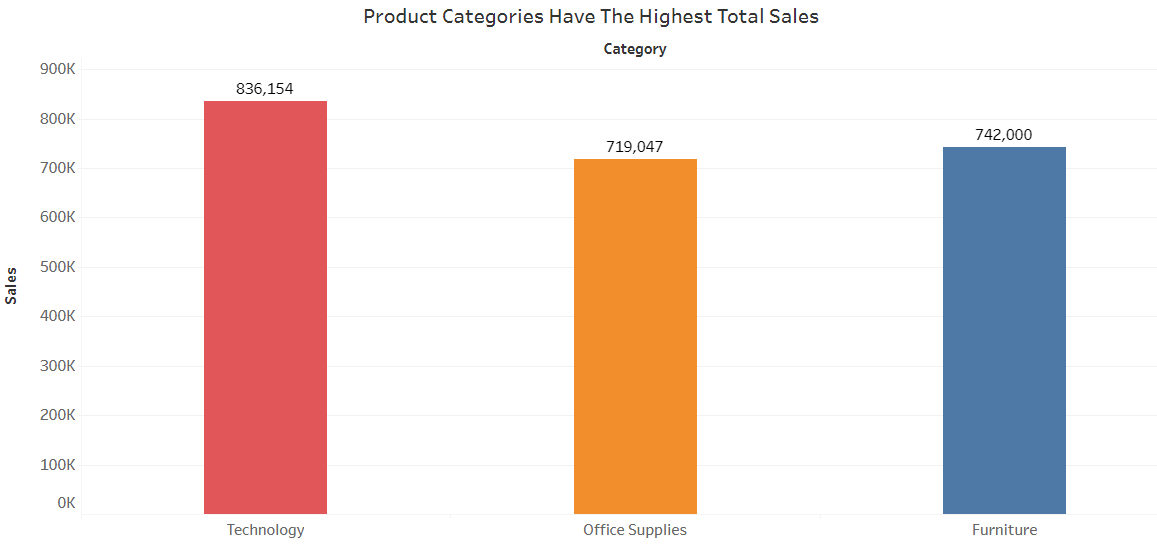 Product Categories Have The Highest Total Sales
Category
900K
800K
700K
600K
500K
400K
300K
200K
100K
0K
Sales
836,154
719,047
742,000
Technology
Office Supplies
Furniture